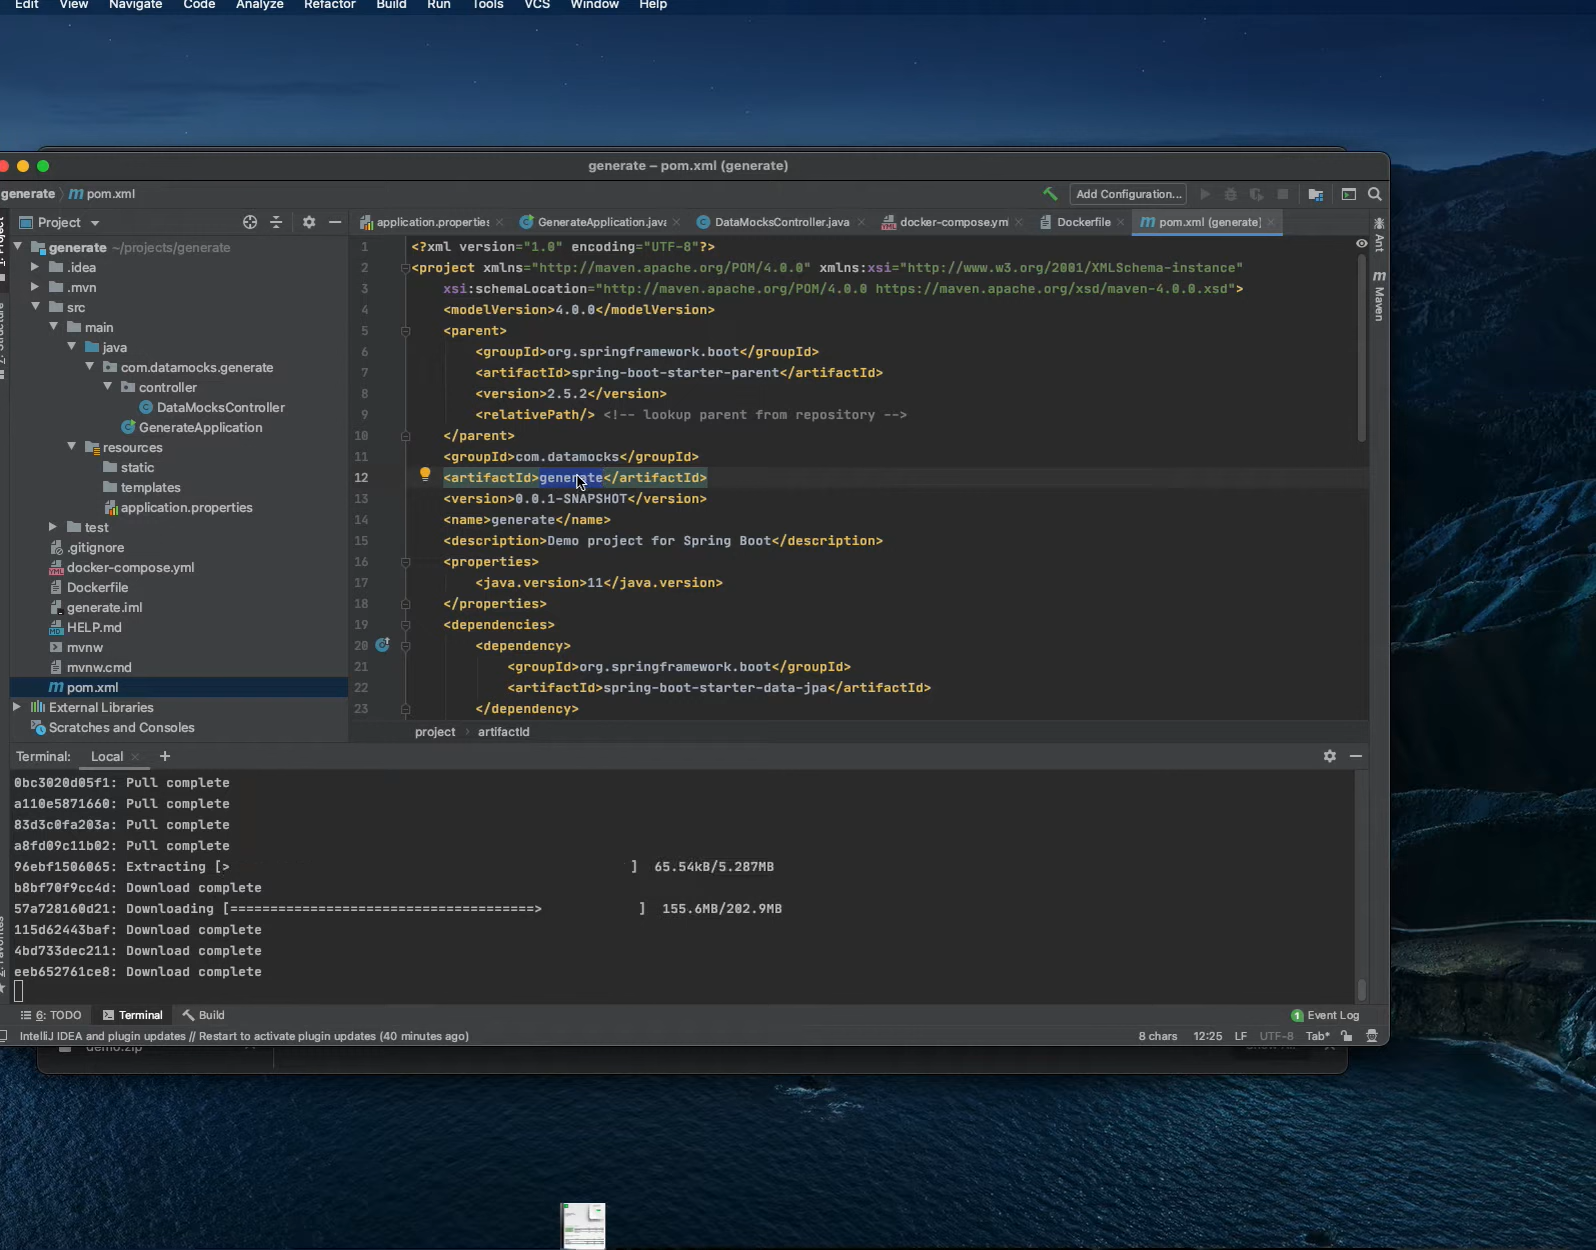 Edit View Navigate Code Analyze Refactor Build Run Tools VCS Window Help
generate – pom.xml (generate)
generate pom.xml
Add Configuration...
Project
application.properties GenerateApplication.java DataMocksController.java docker-compose.ym Dockerfile pom.xml (generate)
1: Project
generate ~/projects/generate
.idea
.mvn
src
main
java
com.datamocks.generate
controller
DataMocksController
GenerateApplication
resources
static
templates
application.properties
test
.gitignore
docker-compose.yml
Dockerfile
generate.iml
HELP.md
mvnw
mvnw.cmd
pom.xml
External Libraries
Scratches and Consoles
1 <?xml version="1.0" encoding="UTF-8"?>
2 <project xmlns="http://maven.apache.org/POM/4.0.0" xmlns:xsi="http://www.w3.org/2001/XMLSchema-instance"
3 xsi:schemaLocation="http://maven.apache.org/POM/4.0.0 https://maven.apache.org/xsd/maven-4.0.0.xsd">
4 <modelVersion>4.0.0</modelVersion>
5 <parent>
6 <groupId>org.springframework.boot</groupId>
7 <artifactId>spring-boot-starter-parent</artifactId>
8 <version>2.5.2</version>
9 <relativePath/> <!-- lookup parent from repository -->
10 </parent>
11 <groupId>com.datamocks</groupId>
12 <artifactId>generate</artifactId>
13 <version>0.0.1-SNAPSHOT</version>
14 <name>generate</name>
15 <description>Demo project for Spring Boot</description>
16 <properties>
17 <java.version>11</java.version>
18 </properties>
19 <dependencies>
20 <dependency>
21 <groupId>org.springframework.boot</groupId>
22 <artifactId>spring-boot-starter-data-jpa</artifactId>
23 </dependency>
project › artifactId
Ant
Maven
Terminal: Local +
0bc3020d05f1: Pull complete
a110e5871660: Pull complete
83d3c0fa203a: Pull complete
a8fd09c11b02: Pull complete
96ebf1506065: Extracting [> ] 65.54kB/5.287MB
b8bf70f9cc4d: Download complete
57a728160d21: Downloading [======================================> ] 155.6MB/202.9MB
115d62443baf: Download complete
4bd733dec211: Download complete
eeb652761ce8: Download complete
6: TODO Terminal Build 1 Event Log
IntelliJ IDEA and plugin updates // Restart to activate plugin updates (40 minutes ago) 8 chars 12:25 LF UTF-8 Tab*
demo.zip